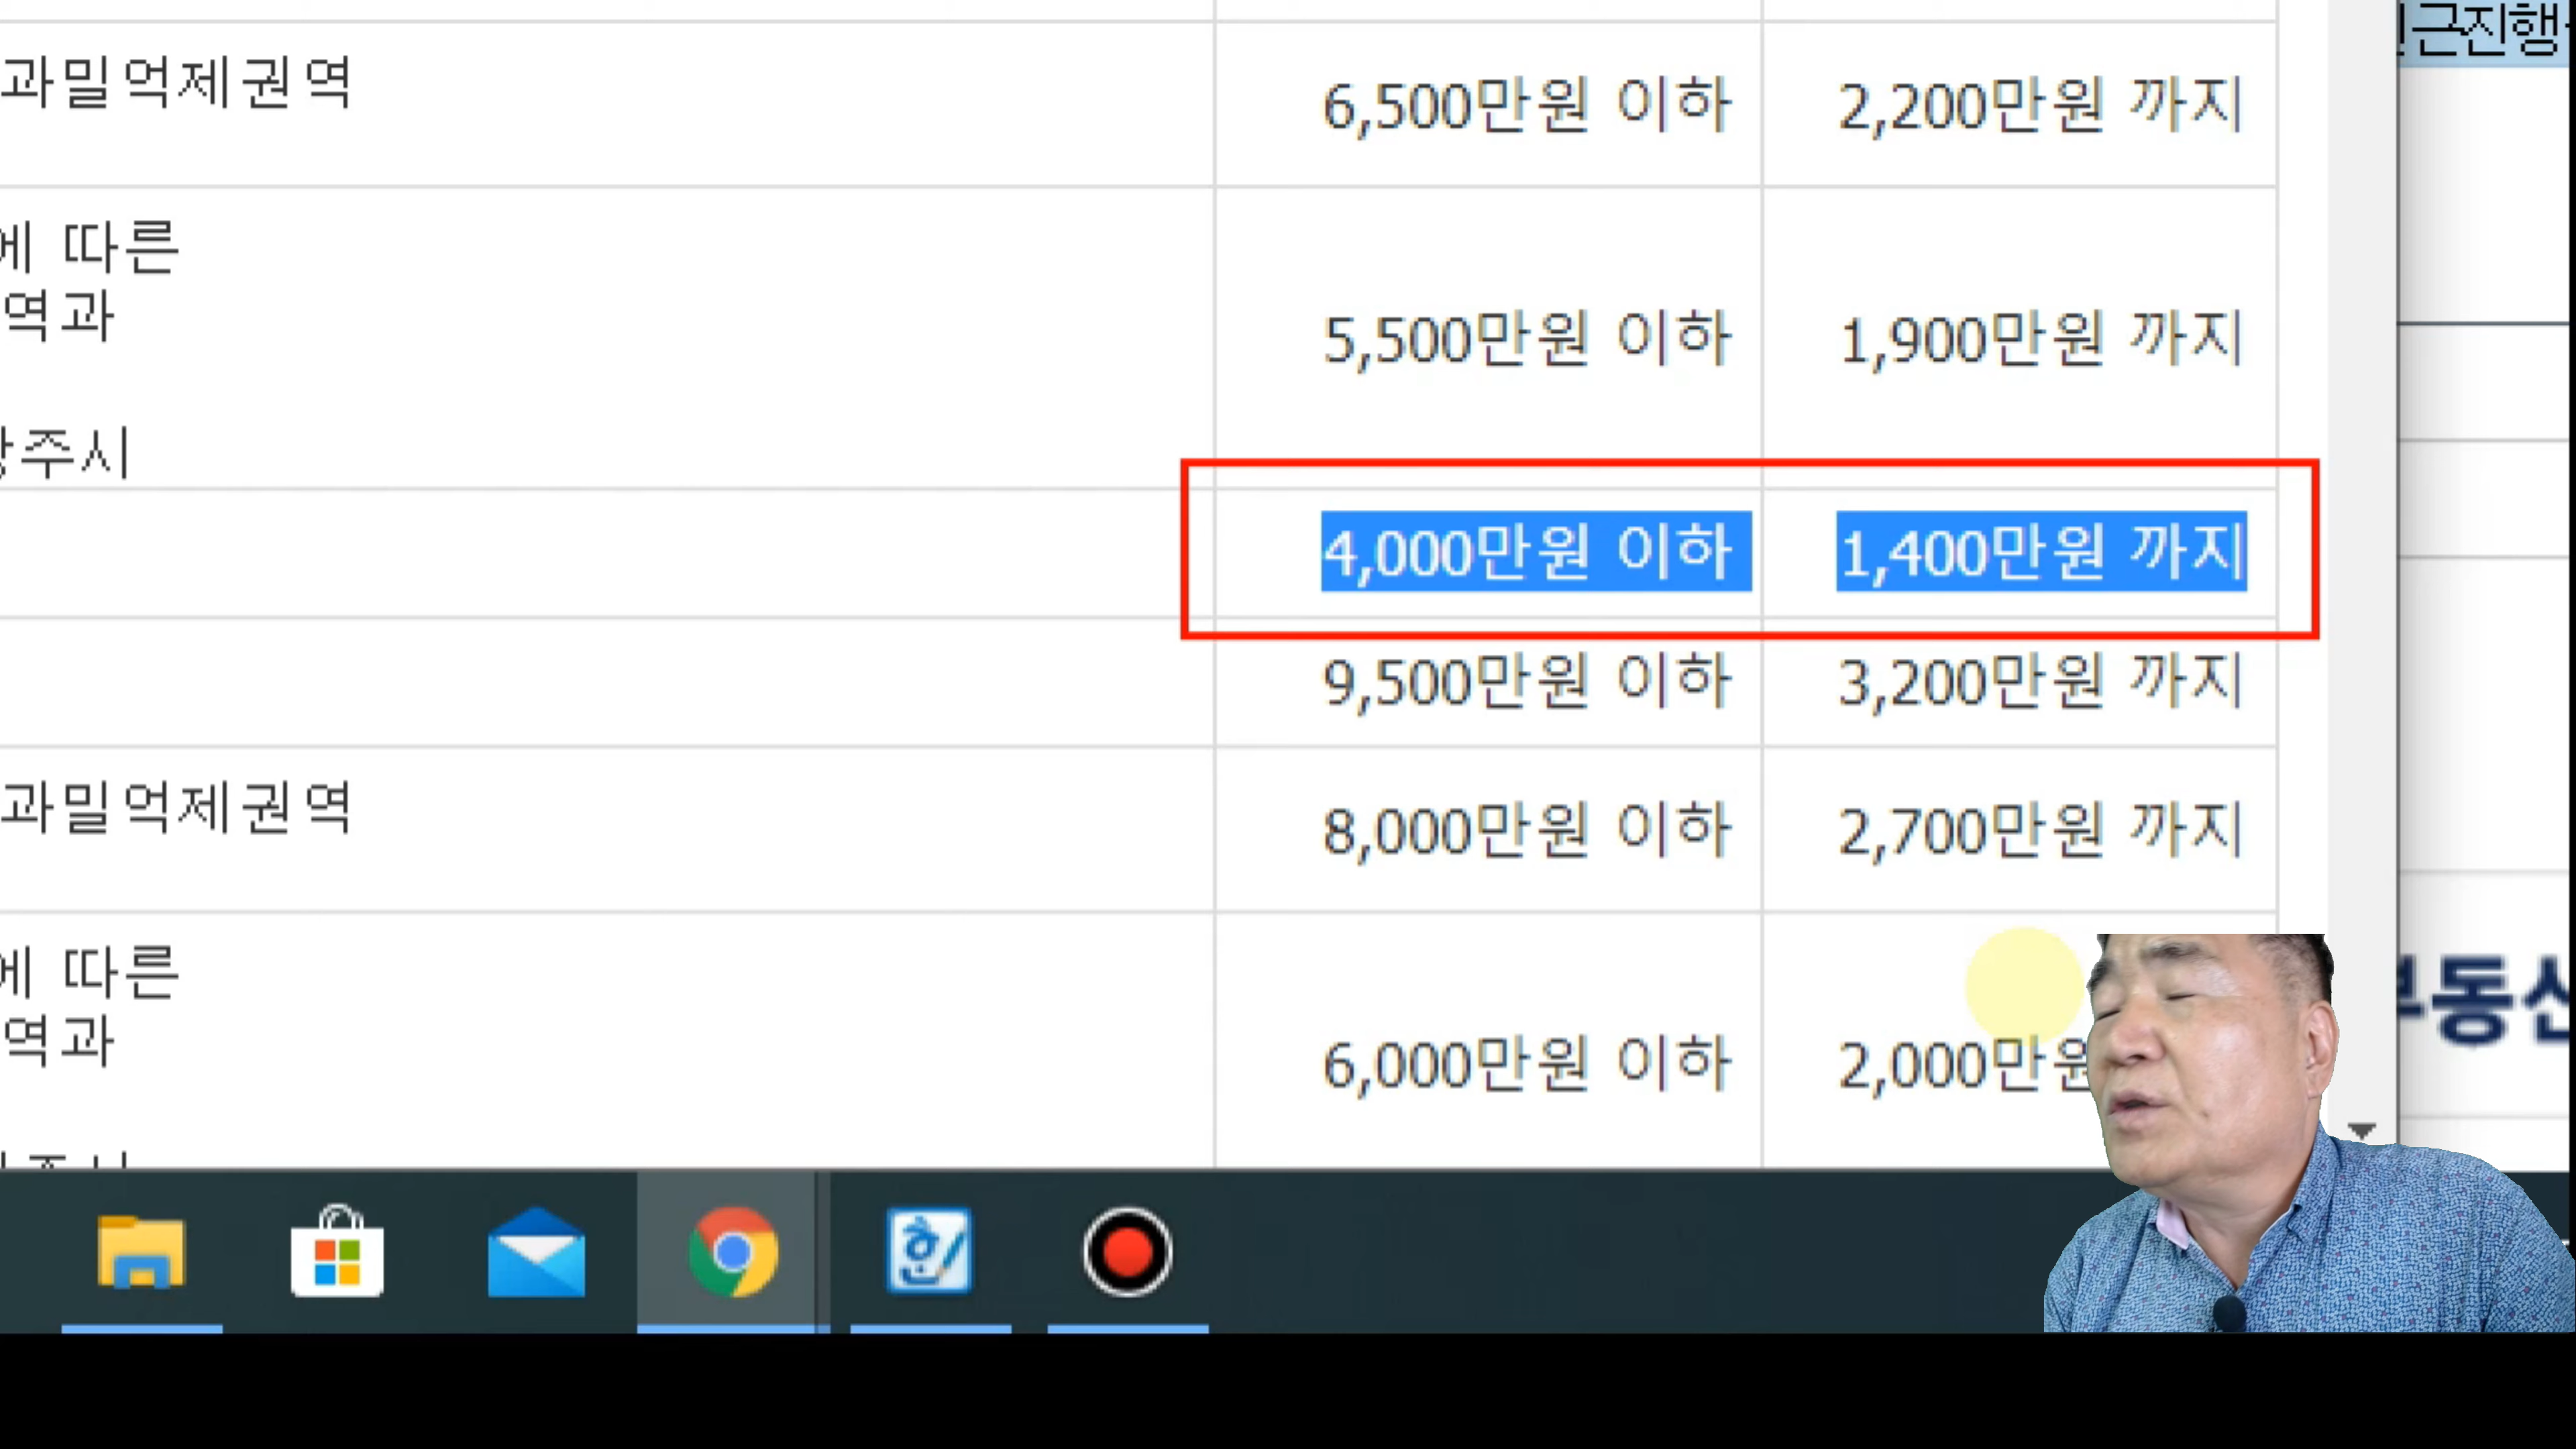 과밀억제권역
6,500만원 이하
2,200만원 까지
에 따른
역과
5,500만원 이하
1,900만원 까지
주시
4,000만원 이하
1,400만원 까지
9,500만원 이하
3,200만원 까지
과밀억제권역
8,000만원 이하
2,700만원 까지
에 따른
역과
6,000만원 이하
2,000만원
근진행
동산